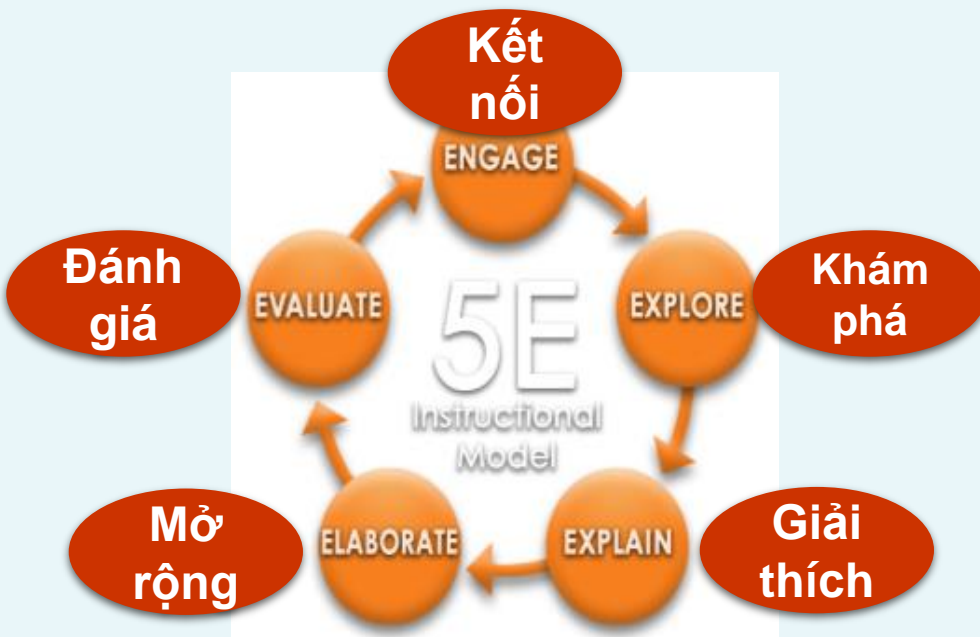 Kết
nối
ENGAGE
Đánh
giá
EVALUATE
5E
Instructional
Model
EXPLORE
Khám
phá
Mở
rộng
ELABORATE
EXPLAIN
Giải
thích